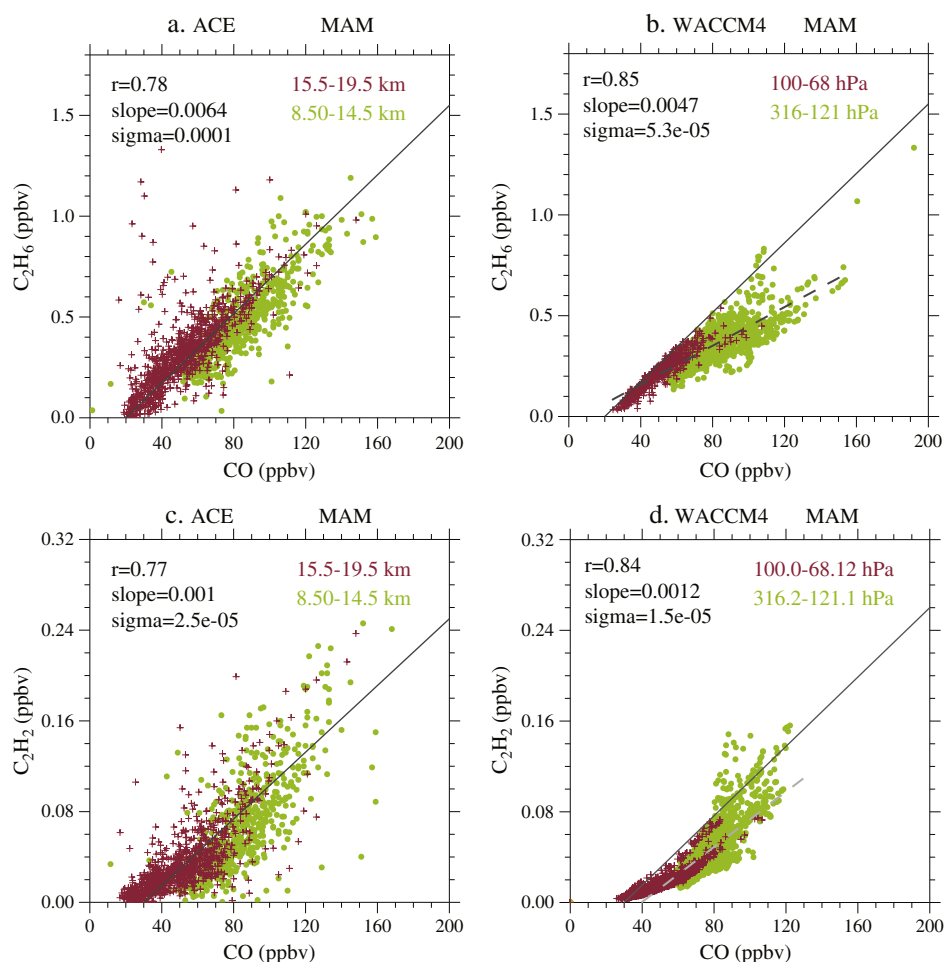 a. ACE MAM
r=0.78
slope=0.0064
sigma=0.0001
15.5-19.5 km
8.50-14.5 km
C2H6 (ppbv)
1.5
1.0
0.5
0.0
0 40 80 120 160 200
CO (ppbv)
b. WACCM4 MAM
r=0.85
slope=0.0047
sigma=5.3e-05
100-68 hPa
316-121 hPa
C2H6 (ppbv)
1.5
1.0
0.5
0.0
0 40 80 120 160 200
CO (ppbv)
c. ACE MAM
r=0.77
slope=0.001
sigma=2.5e-05
15.5-19.5 km
8.50-14.5 km
C2H2 (ppbv)
0.32
0.24
0.16
0.08
0.00
0 40 80 120 160 200
CO (ppbv)
d. WACCM4 MAM
r=0.84
slope=0.0012
sigma=1.5e-05
100.0-68.12 hPa
316.2-121.1 hPa
C2H2 (ppbv)
0.32
0.24
0.16
0.08
0.00
0 40 80 120 160 200
CO (ppbv)